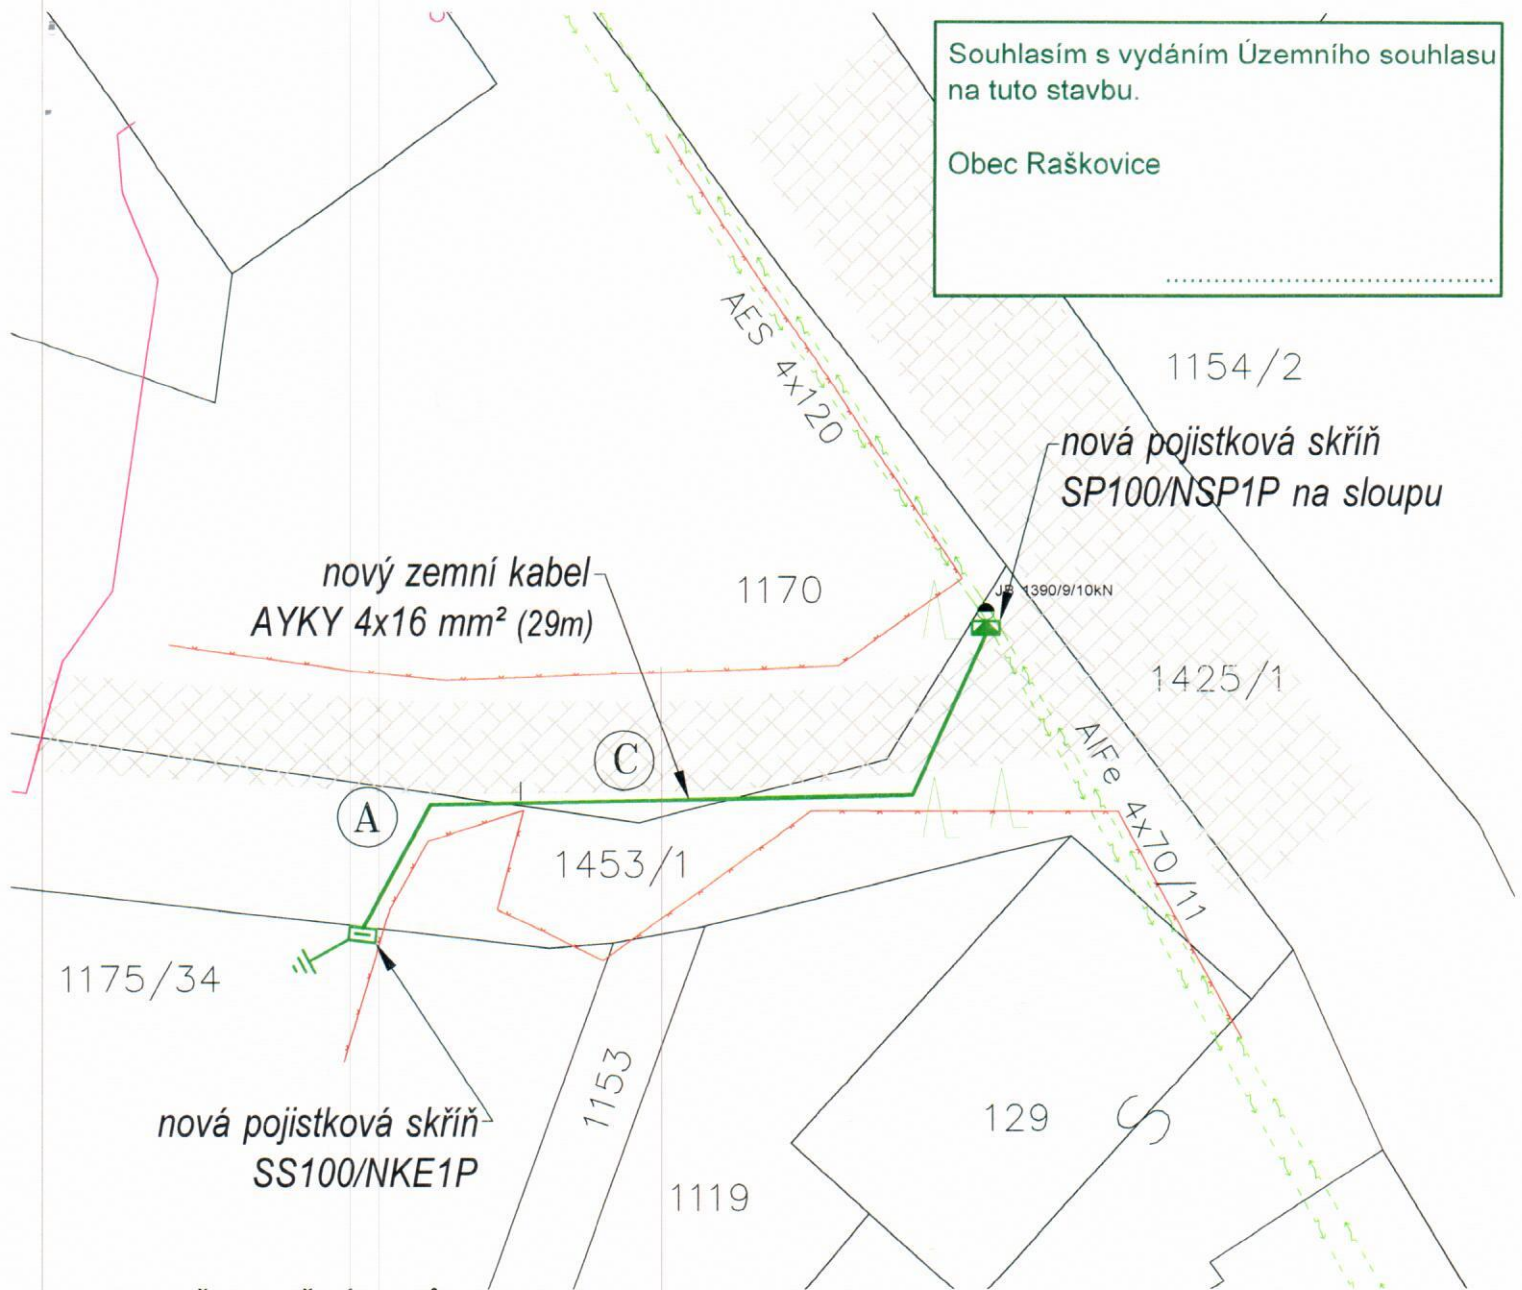 Souhlasím s vydáním Územního souhlasu
na tuto stavbu.
Obec Raškovice
1154/2
AES 4x120
nová pojistková skříň
SP100/NSP1P na sloupu
nový zemní kabel
AYKY 4x16 mm² (29m)
1170
JB 1390/9/10kN
1425/1
C
AlFe 4x70/11
A
1453/1
1175/34
1153
129
nová pojistková skříň
SS100/NKE1P
1119